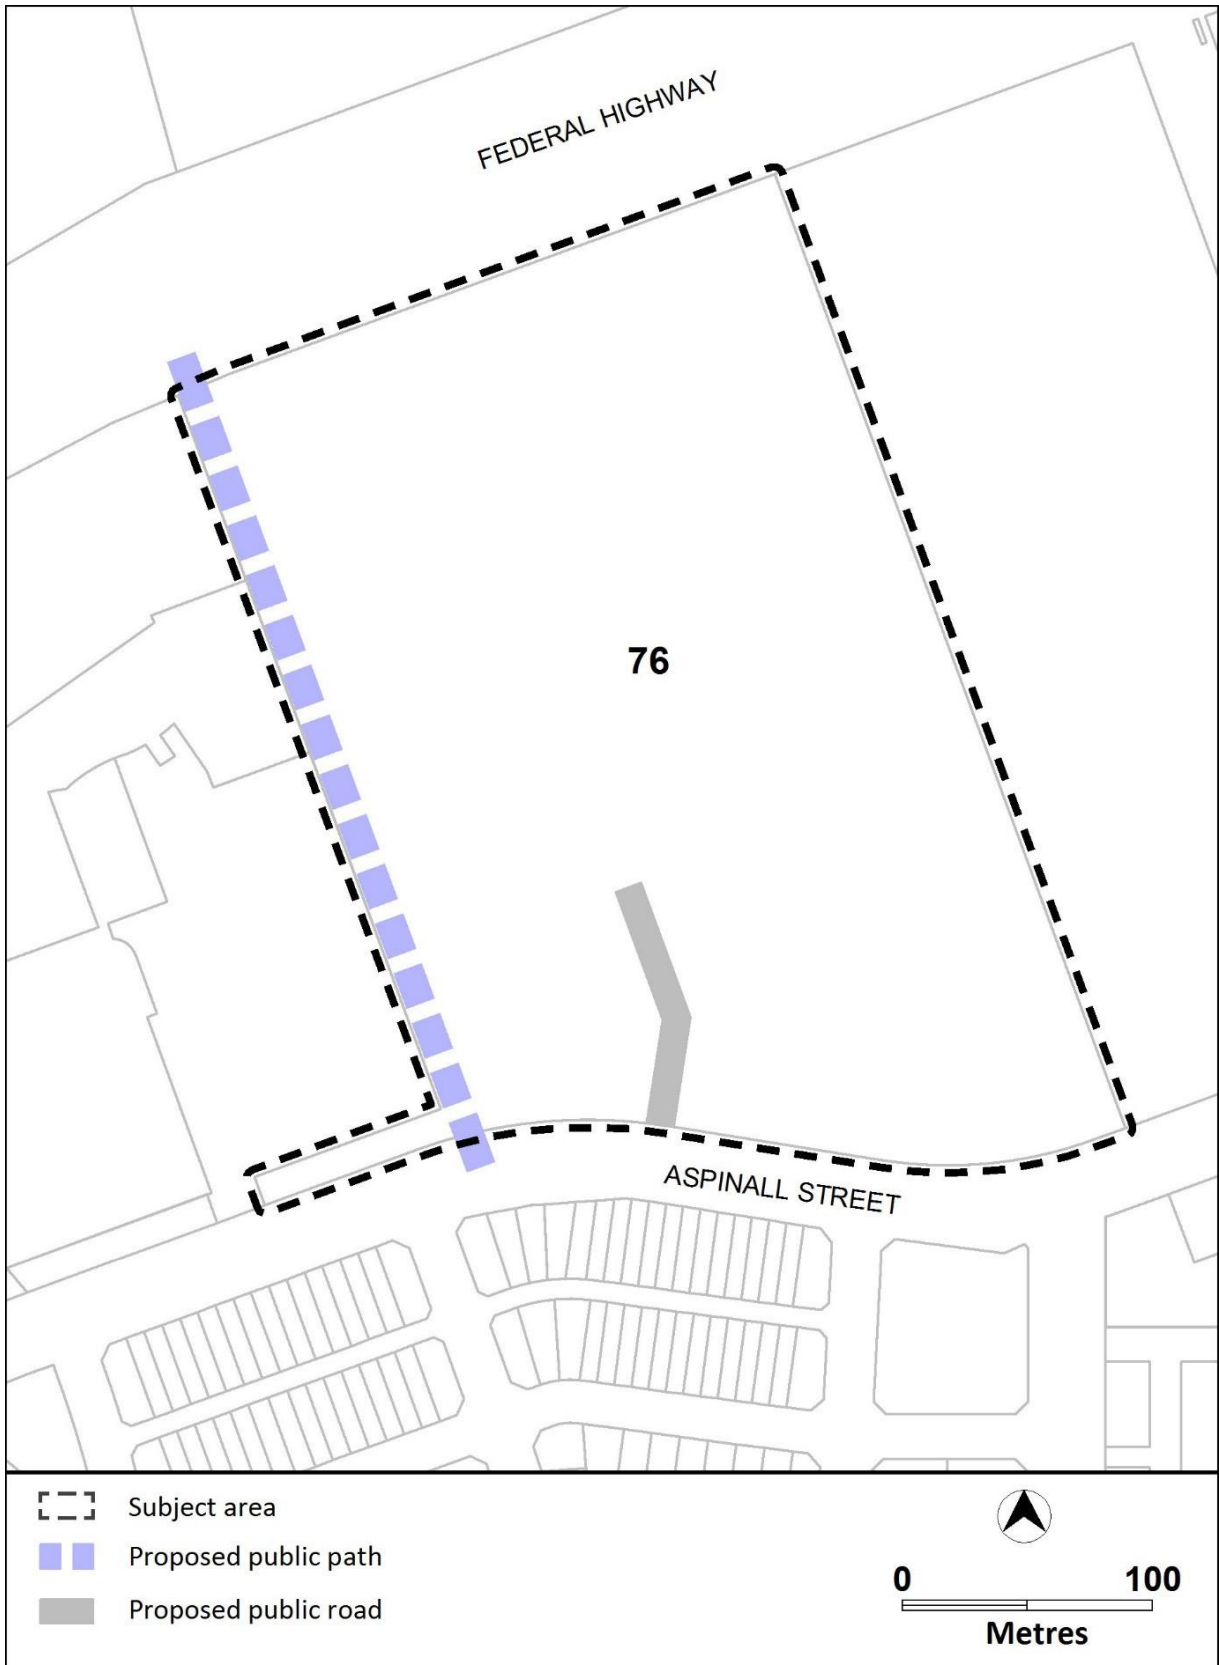 FEDERAL HIGHWAY
76
ASPINALL STREET
Subject area
Proposed public path
Proposed public road
0 100
Metres